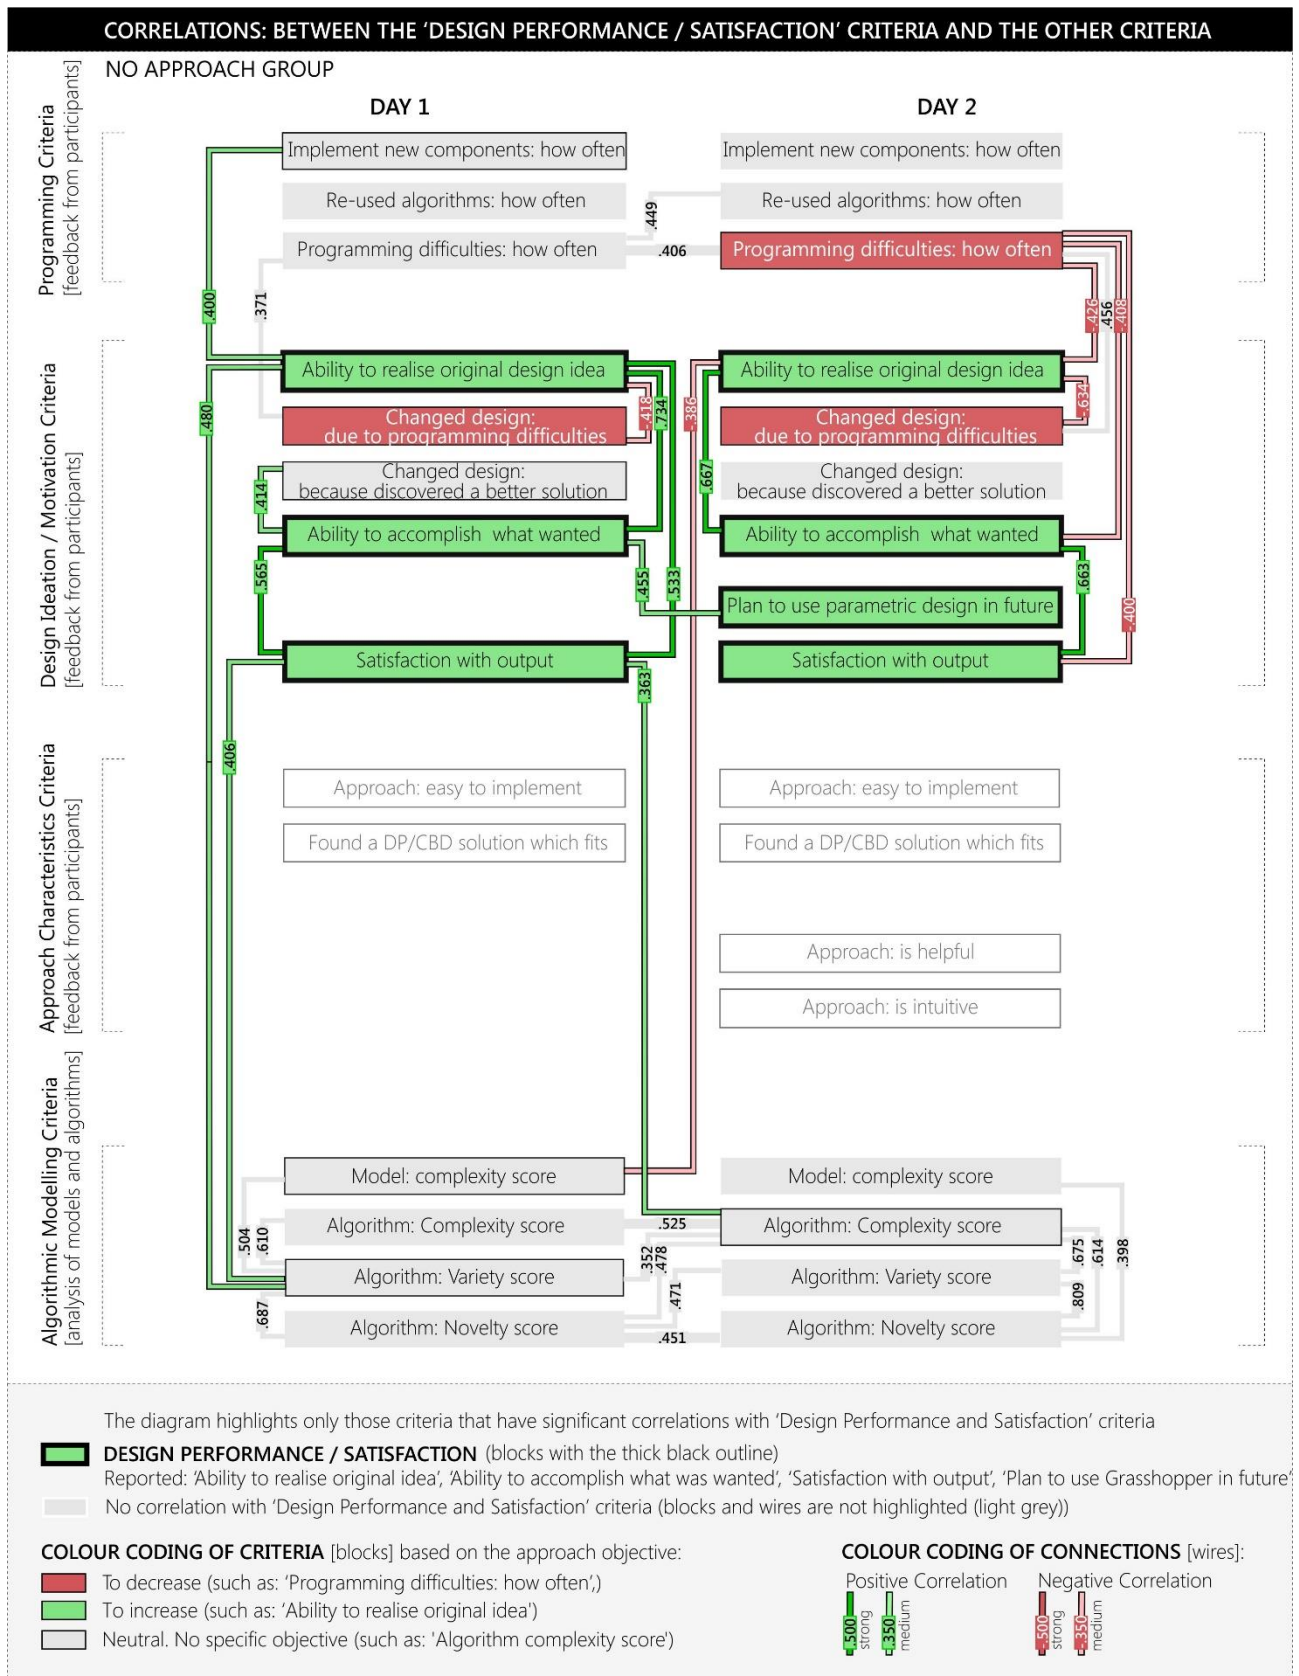 CORRELATIONS: BETWEEN THE ‘DESIGN PERFORMANCE / SATISFACTION’ CRITERIA AND THE OTHER CRITERIA
NO APPROACH GROUP
DAY 1
DAY 2
Programming Criteria
[feedback from participants]
Implement new components: how often
Implement new components: how often
Re-used algorithms: how often
Re-used algorithms: how often
.449
Programming difficulties: how often
.406
Programming difficulties: how often
.400
.371
-.426
.456
-.408
Design Ideation / Motivation Criteria
[feedback from participants]
Ability to realise original design idea
Ability to realise original design idea
.480
-.418
.734
-.386
-.634
Changed design:
due to programming difficulties
Changed design:
due to programming difficulties
Changed design:
because discovered a better solution
Changed design:
because discovered a better solution
.414
.667
Ability to accomplish  what wanted
Ability to accomplish  what wanted
.565
.455
.533
.663
Plan to use parametric design in future
-.400
Satisfaction with output
Satisfaction with output
.363
.406
Approach Characteristics Criteria
[feedback from participants]
Approach: easy to implement
Approach: easy to implement
Found a DP/CBD solution which fits
Found a DP/CBD solution which fits
Approach: is helpful
Approach: is intuitive
Algorithmic Modelling Criteria
[analysis of models and algorithms]
Model: complexity score
Model: complexity score
Algorithm: Complexity score
.525
Algorithm: Complexity score
.504
.610
.352
.478
.675
.614
.398
Algorithm: Variety score
Algorithm: Variety score
.687
.471
.809
Algorithm: Novelty score
.451
Algorithm: Novelty score
The diagram highlights only those criteria that have significant correlations with ‘Design Performance and Satisfaction’ criteria
DESIGN PERFORMANCE / SATISFACTION (blocks with the thick black outline)
Reported: ‘Ability to realise original idea’, ‘Ability to accomplish what was wanted’, ‘Satisfaction with output’, ‘Plan to use Grasshopper in future’
No correlation with ‘Design Performance and Satisfaction’ criteria (blocks and wires are not highlighted (light grey))
COLOUR CODING OF CRITERIA [blocks] based on the approach objective:
To decrease (such as: ‘Programming difficulties: how often’,)
To increase (such as: ‘Ability to realise original idea')
Neutral. No specific objective (such as: 'Algorithm complexity score')
COLOUR CODING OF CONNECTIONS [wires]:
Positive Correlation
Negative Correlation
.500
strong
.350
medium
-.500
strong
-.350
medium